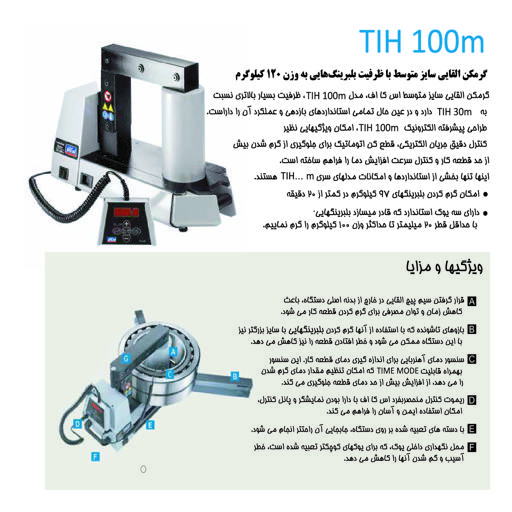 TIH 100m
گرمکن القایی سایز متوسط با ظرفیت بلبرینگ‌هایی به وزن ۱۲۰ کیلوگرم
گرمکن القایی سایز متوسط اس کا اف، مدل TIH 100m، ظرفیت بسیار بالاتری نسبت
به TIH 30m دارد و در عین حال تمامی استانداردهای بازدهی و عملکرد آن را داراست.
طراحی پیشرفته الکترونیک TIH 100m، امکان ویژگیهایی نظیر
کنترل دقیق جریان الکتریکی، قطع کن اتوماتیک برای جلوگیری از گرم شدن بیش
از حد قطعه کار و کنترل سرعت افزایش دما را فراهم ساخته است.
اینها تنها بخشی از استانداردها و امکانات مدلهای سری TIH... m هستند.
• امکان گرم کردن بلبرینگهای ۹۷ کیلوگرم در کمتر از ۲۰ دقیقه
• دارای سه یوک استاندارد که قادر میسازد بلبرینگهایی
با حداقل قطر ۲۰ میلیمتر تا حداکثر وزن ۱۰۰ کیلوگرم را گرم نماییم.
ویژگیها و مزایا
A قرار گرفتن سیم پیچ القایی در خارج از بدنه اصلی دستگاه، باعث
کاهش زمان و توان مصرفی برای گرم کردن قطعه کار می شود.
B بازوهای تاشونده که با استفاده از آنها گرم کردن بلبرینگهایی با سایز بزرگتر نیز
با این دستگاه ممکن می شود و خطر افتادن قطعه را نیز کاهش می دهد.
C سنسور دمای آهنربایی برای اندازه گیری دمای قطعه کار. این سنسور
بهمراه قابلیت TIME MODE که امکان تنظیم مقدار دمای گرم شدن
را می دهد، از افزایش بیش از حد دمای قطعه جلوگیری می کند.
D ریموت کنترل منحصربفرد اس کا اف با دارا بودن نمایشگر و پانل کنترل،
امکان استفاده ایمن و آسان را فراهم می کند.
E با دسته های تعبیه شده بر روی دستگاه، جابجایی آن راحتتر انجام می شود.
F محل نگهداری داخلی یوک، که برای یوکهای کوچکتر تعبیه شده است، خطر
آسیب و گم شدن آنها را کاهش می دهد.
G
A
C
B
D
E
F